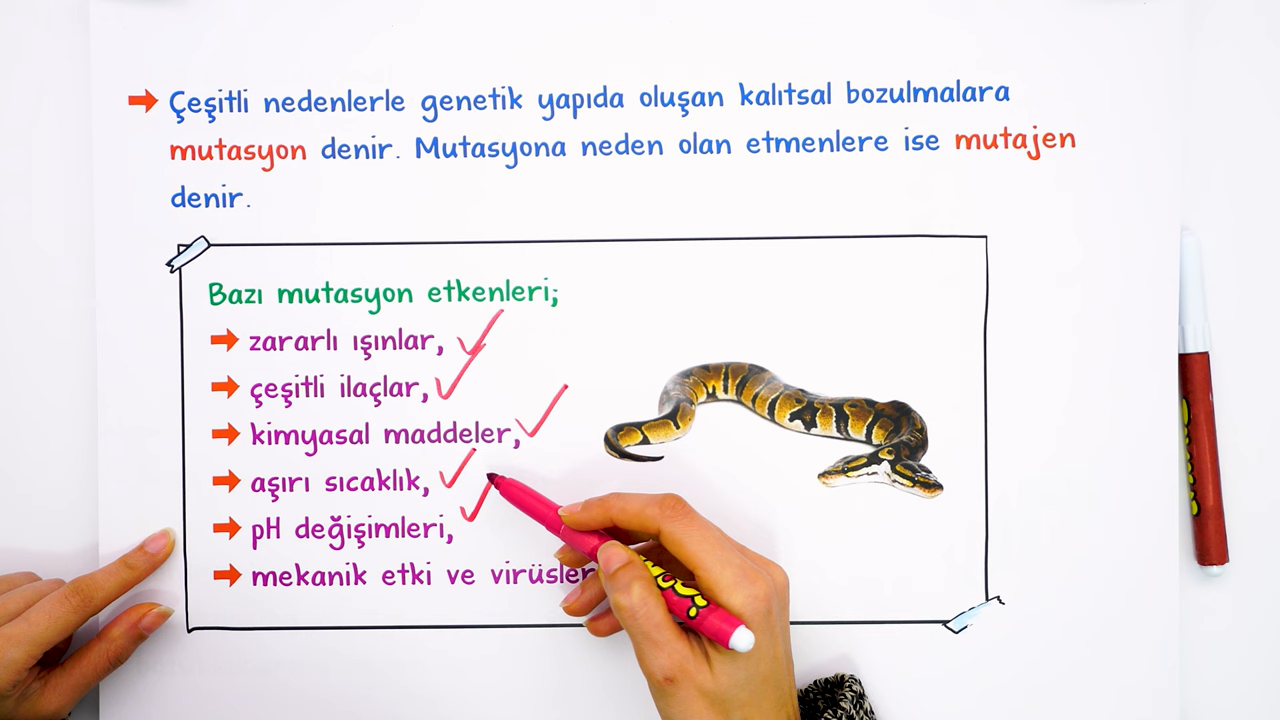 Çeşitli nedenlerle genetik yapıda oluşan kalıtsal bozulmalara
mutasyon denir. Mutasyona neden olan etmenlere ise mutajen
denir.
Bazı mutasyon etkenleri;
zararlı ışınlar,
çeşitli ilaçlar,
kimyasal maddeler,
aşırı sıcaklık,
pH değişimleri,
mekanik etki ve virüsler